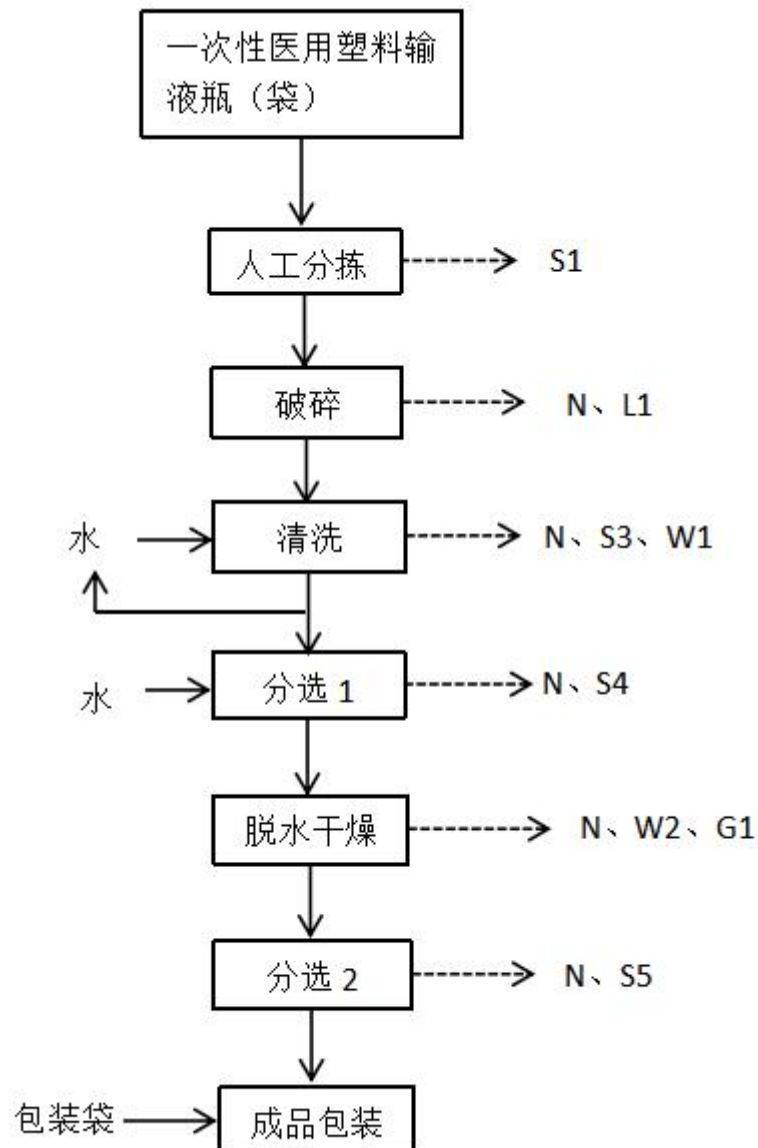 一次性医用塑料输
液瓶（袋）
人工分拣
S1
破碎
N、L1
水
清洗
N、S3、W1
水
分选 1
N、S4
脱水干燥
N、W2、G1
分选 2
N、S5
包装袋
成品包装